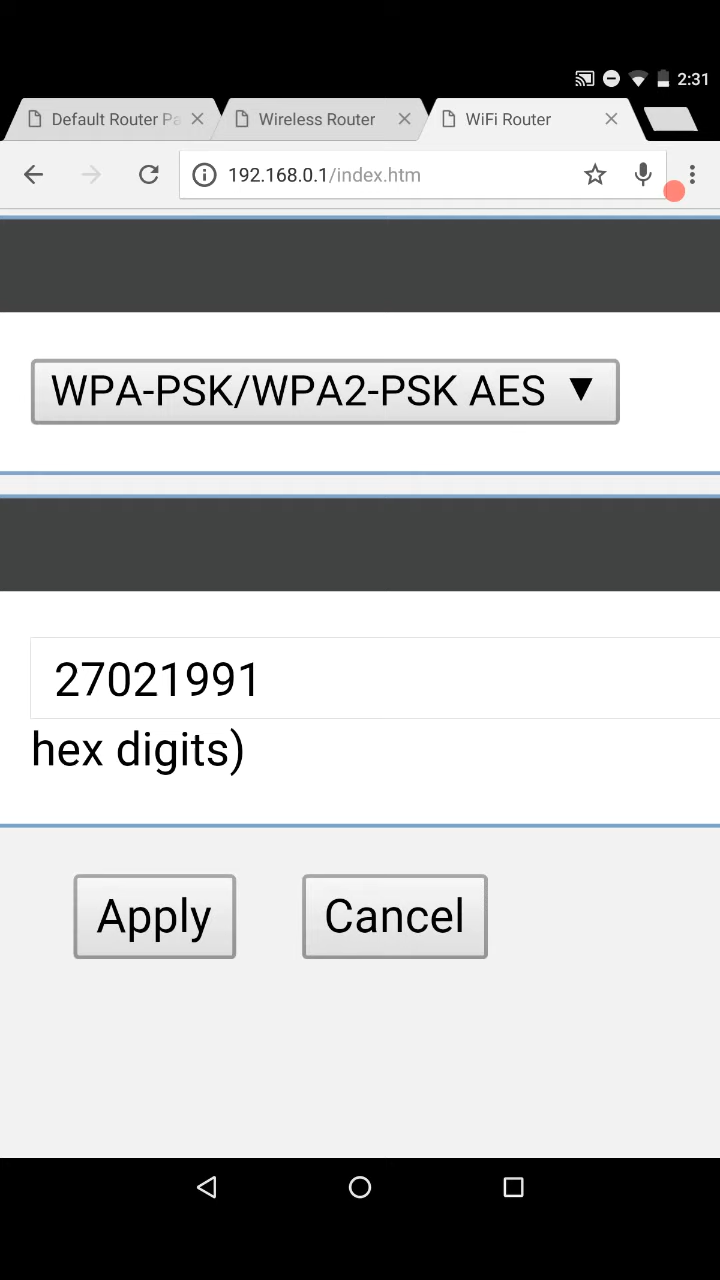 2:31
Default Router Pa
Wireless Router
WiFi Router
192.168.0.1/index.htm
WPA-PSK/WPA2-PSK AES
27021991
hex digits)
Apply
Cancel